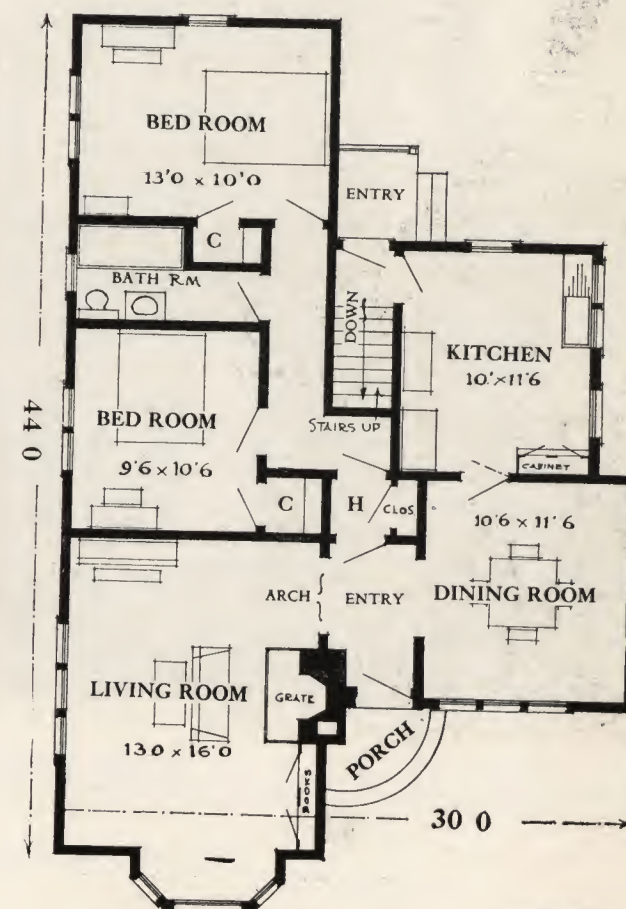 BED ROOM
13'0 x 10'0
ENTRY
C
BATH RM
DOWN
KITCHEN
10.' x 11'6
44 0
BED ROOM
9'6 x 10'6
STAIRS UP
CABINET
C
H
CLOS
10'6 x 11'6
ARCH
ENTRY
DINING ROOM
LIVING ROOM
13.0 x 16'0
GRATE
BOOKS
PORCH
30 0